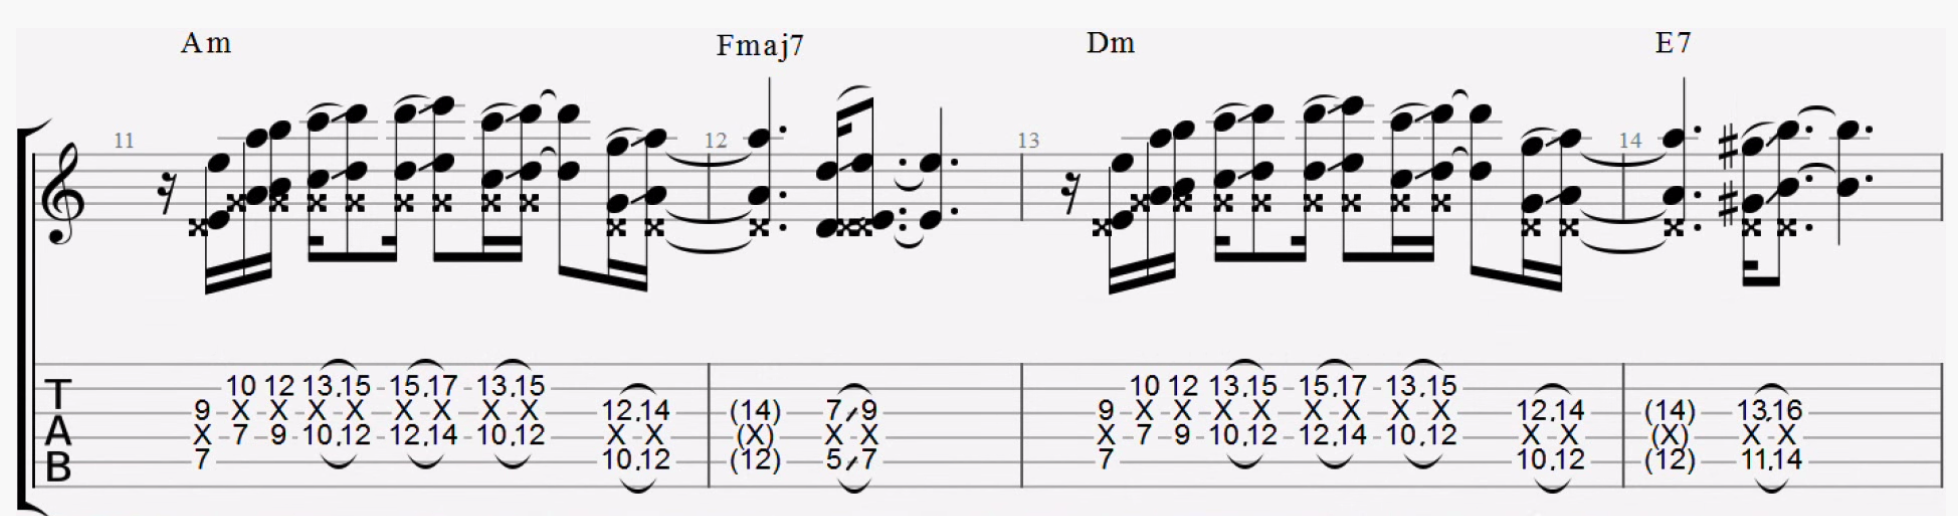 Am Fmaj7 Dm E7
11 12 13 14
10 12 13 15 15 17 13 15 10 12 13 15 15 17 13 15
T 9 X X X X X X X X 12 14 (14) 7 9 9 X X X X X X X X 12 14 (14) 13 16
A X 7 9 10 12 12 14 10 12 X X (X) X X X 7 9 10 12 12 14 10 12 X X (X) X X
B 7 10 12 (12) 5 7 7 10 12 (12) 11 14